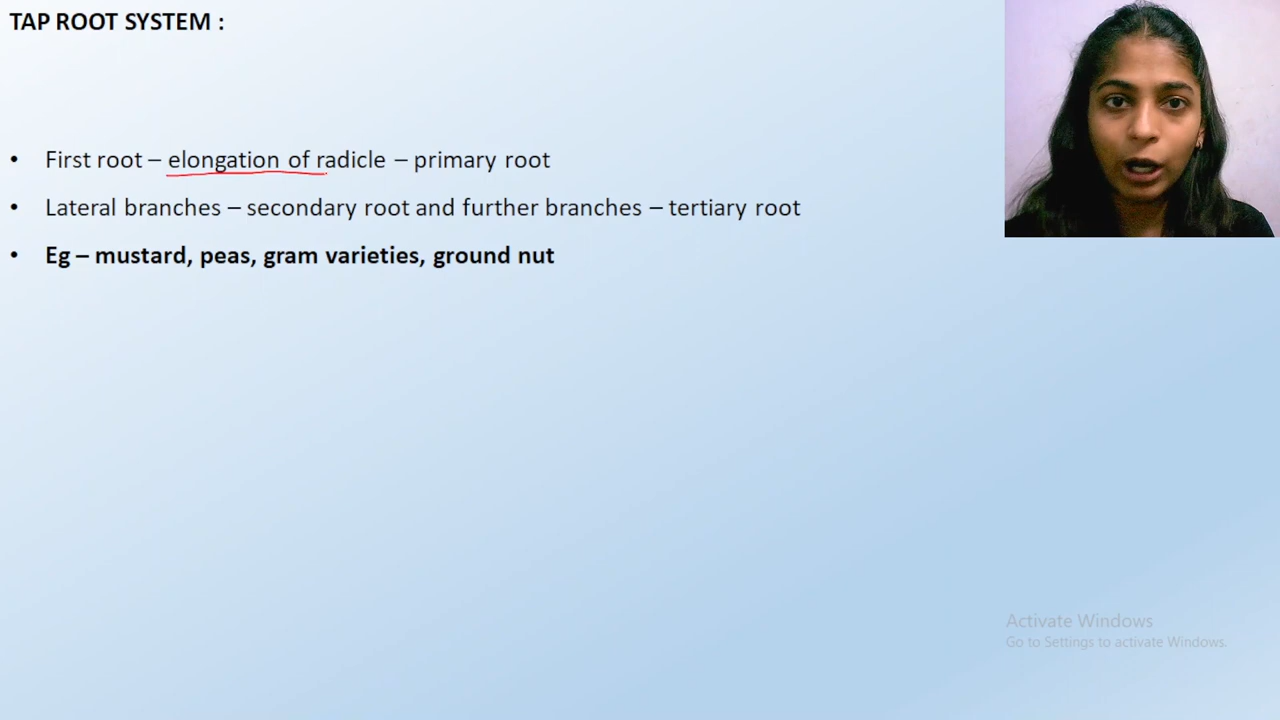 TAP ROOT SYSTEM :
• First root – elongation of radicle – primary root
• Lateral branches – secondary root and further branches – tertiary root
• Eg – mustard, peas, gram varieties, ground nut
Activate Windows
Go to Settings to activate Windows.